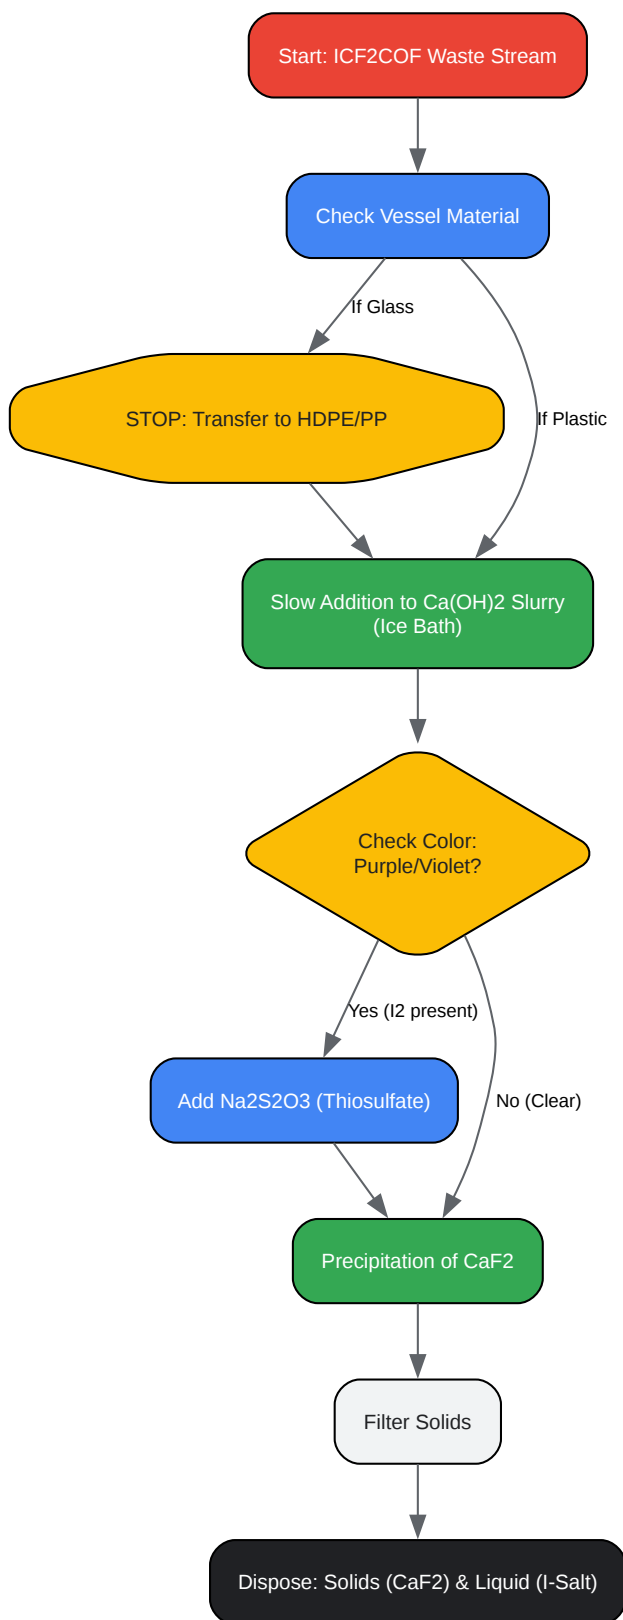 Start: ICF2COF Waste Stream
Check Vessel Material
If Glass
If Plastic
STOP: Transfer to HDPE/PP
Slow Addition to Ca(OH)2 Slurry
(Ice Bath)
Check Color:
Purple/Violet?
Yes (I2 present)
No (Clear)
Add Na2S2O3 (Thiosulfate)
Precipitation of CaF2
Filter Solids
Dispose: Solids (CaF2) & Liquid (I-Salt)